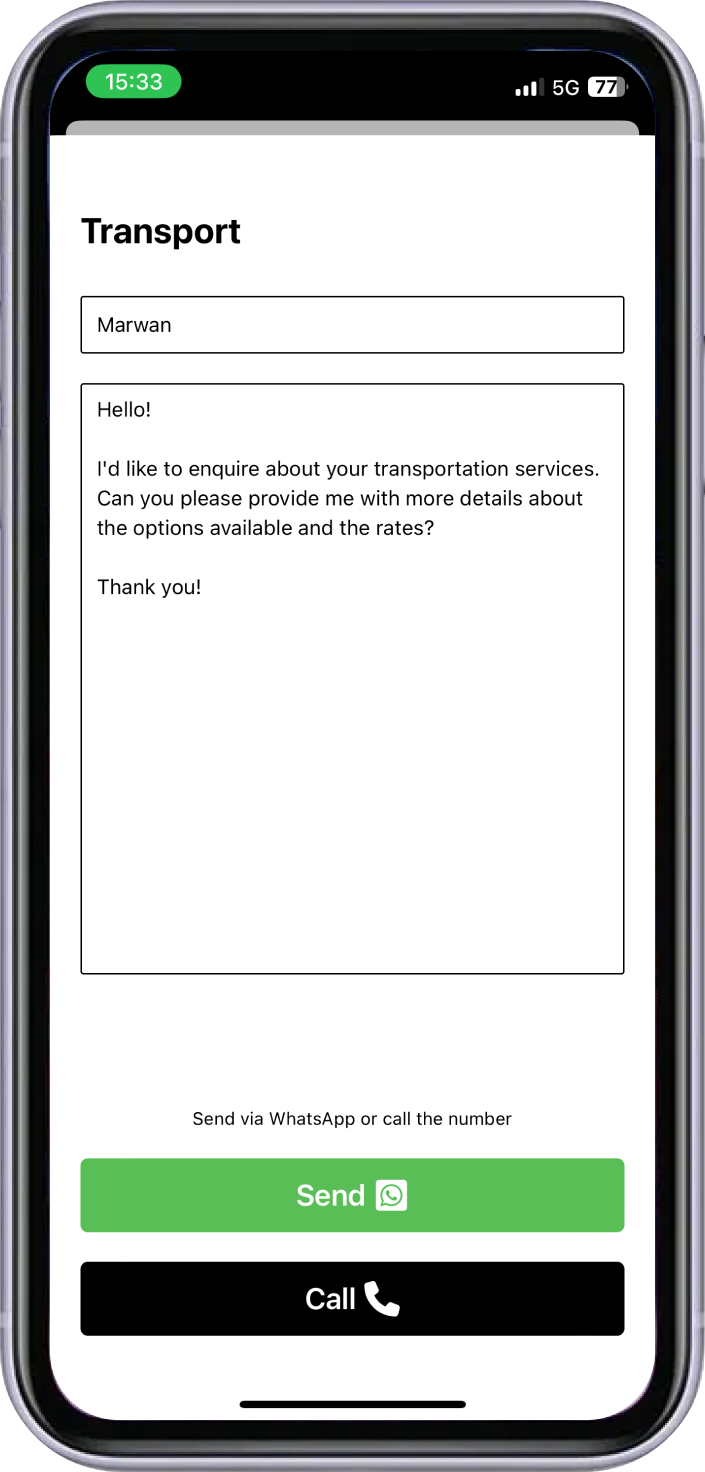 15:33
5G 77
Transport
Marwan
Hello!
I'd like to enquire about your transportation services.
Can you please provide me with more details about
the options available and the rates?
Thank you!
Send via WhatsApp or call the number
Send
Call